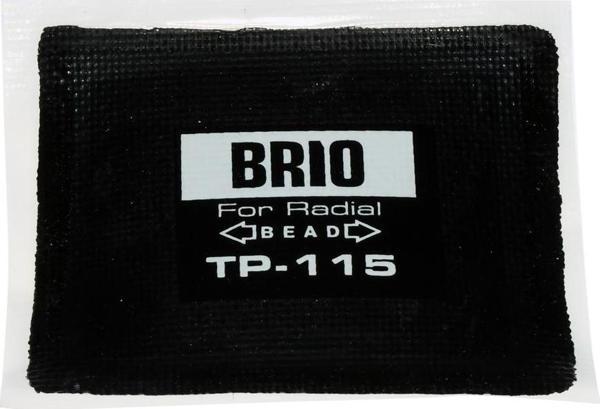 BRIO
For Radial
BEAD
TP-115